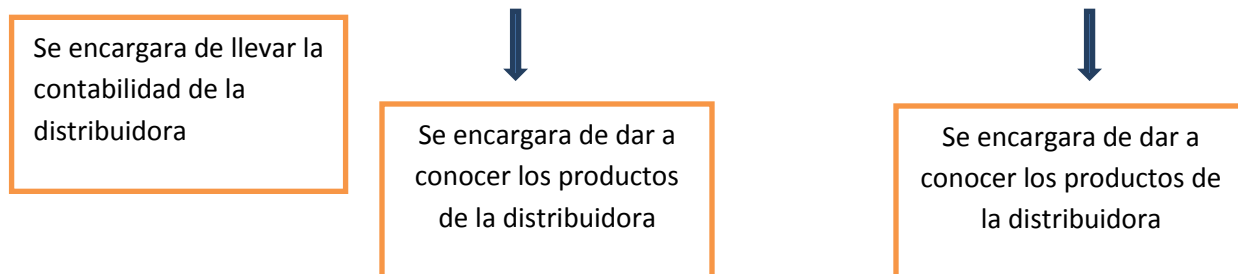 Se encargara de llevar la
contabilidad de la
distribuidora
Se encargara de dar a
conocer los productos
de la distribuidora
Se encargara de dar a
conocer los productos de
la distribuidora